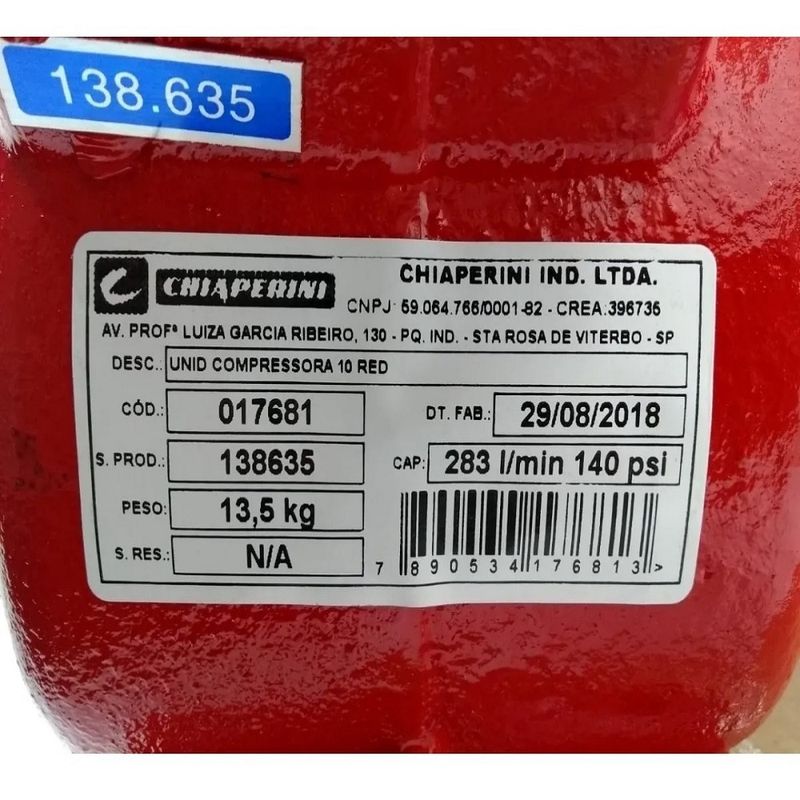 138.635
CHIAPERINI
CHIAPERINI IND. LTDA.
CNPJ: 59.064.766/0001-82 - CREA:396735
AV. PROFª LUIZA GARCIA RIBEIRO, 130 - PQ. IND. - STA ROSA DE VITERBO - SP
DESC.: UNID COMPRESSORA 10 RED
CÓD.: 017681 DT. FAB.: 29/08/2018
S. PROD.: 138635 CAP: 283 l/min 140 psi
PESO: 13,5 kg
S. RES.: N/A
7 890534 176813 >